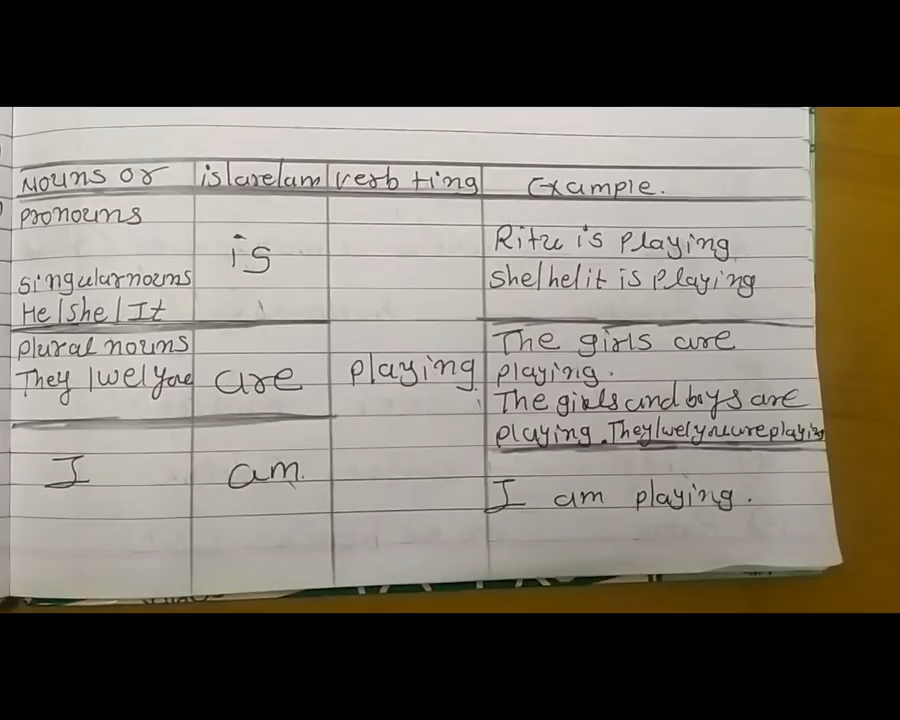 Nouns or is/are/am verb +ing Example.
pronouns
Ritu is playing
is
singular nouns she/he/it is playing
He/She/It
plural nouns The girls are
They/we/you are playing playing.
The girls and boys are
playing. They/we/you are playing
I am.
I am playing.